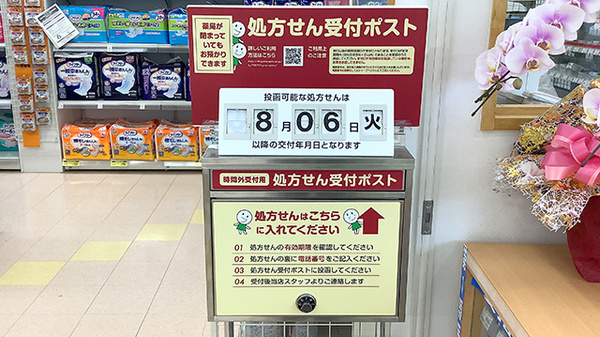 薬局が
閉まって
いても
お預かり
できます
処方せん受付ポスト
詳しいご利用
方法はこちら
ご利用上
のご注意
投函可能な処方せんは
8月06日火
以降の交付年月日となります
時間外受付用 処方せん受付ポスト
処方せんはこちら
に入れてください
01 処方せんの有効期限を確認してください
02 処方せんの裏に電話番号をご記入ください
03 処方せん受付ポストに投函してください
04 受付後当店スタッフよりご連絡します